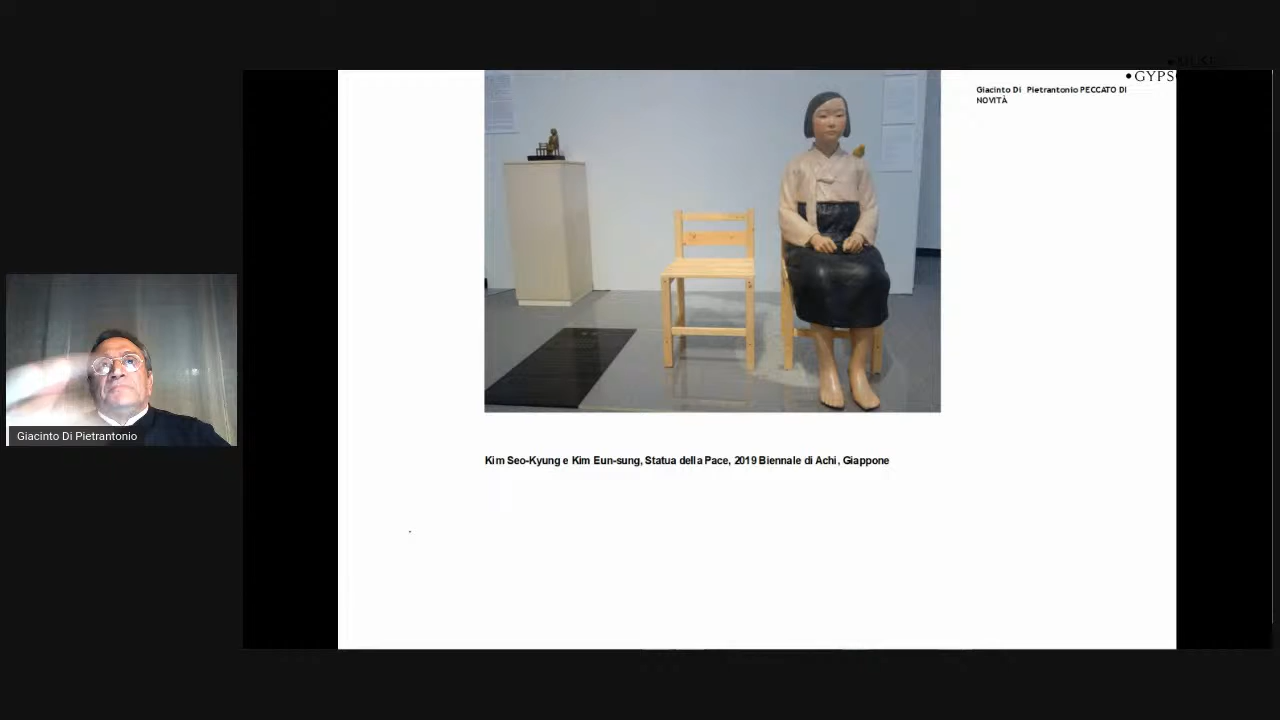 GYPS
Giacinto Di Pietrantonio PECCATO DI
NOVITÀ
Giacinto Di Pietrantonio
Kim Seo-Kyung e Kim Eun-sung, Statua della Pace, 2019 Biennale di Achi, Giappone